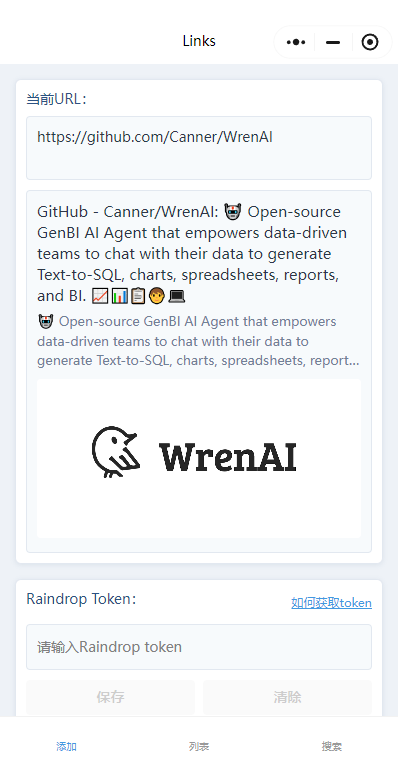 Links
当前URL：
https://github.com/Canner/WrenAI
GitHub - Canner/WrenAI: 🤖 Open-source
GenBI AI Agent that empowers data-driven
teams to chat with their data to generate
Text-to-SQL, charts, spreadsheets, reports,
and BI. 📈📊📋🧑💻
🤖 Open-source GenBI AI Agent that empowers
data-driven teams to chat with their data to
generate Text-to-SQL, charts, spreadsheets, report...
WrenAI
Raindrop Token：
如何获取token
请输入Raindrop token
保存
清除
添加
列表
搜索